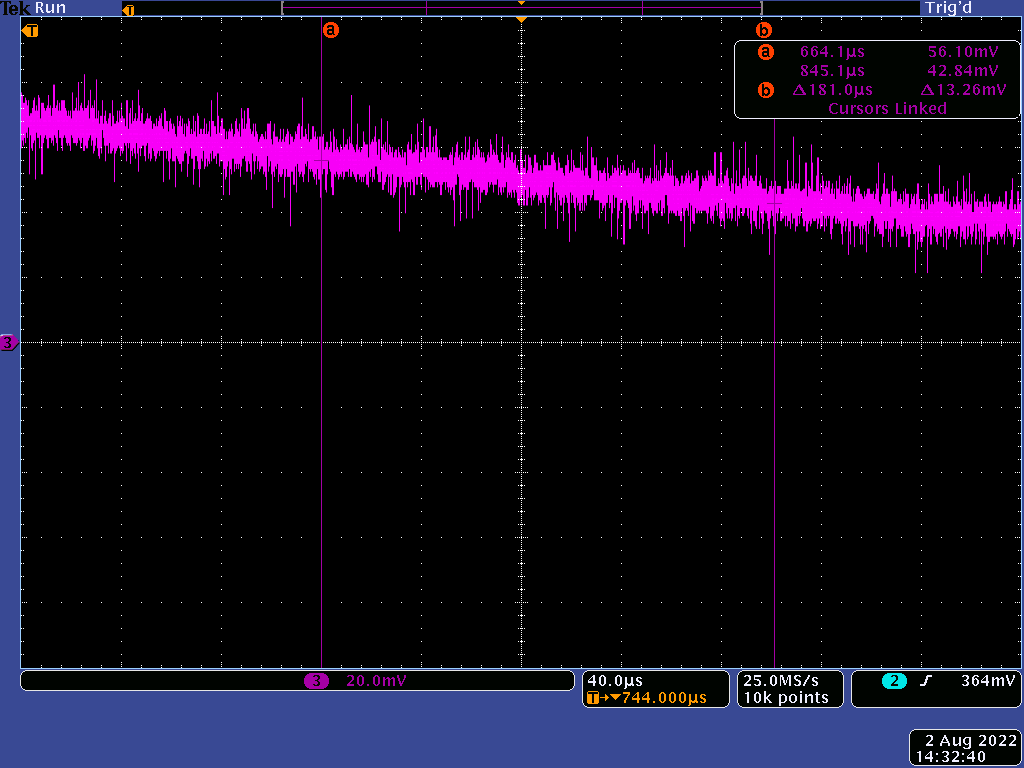 Tek Run T Trig'd
T a b
a 664.1µs 56.10mV
845.1µs 42.84mV
b Δ181.0µs Δ13.26mV
Cursors Linked
3
3 20.0mV
40.0µs
T→▼744.000µs
25.0MS/s
10k points
2 ƒ 364mV
2 Aug 2022
14:32:40